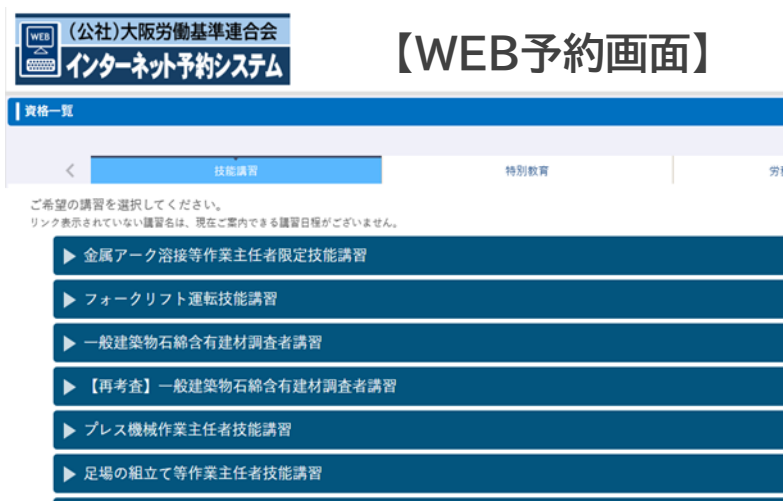 WEB
(公社)大阪労働基準連合会
インターネット予約システム
【WEB予約画面】
資格一覧
技能講習
特別教育
ご希望の講習を選択してください。
リンク表示されていない講習名は、現在ご案内できる講習日程がございません。
▶ 金属アーク溶接等作業主任者限定技能講習
▶ フォークリフト運転技能講習
▶ 一般建築物石綿含有建材調査者講習
▶ 【再考査】一般建築物石綿含有建材調査者講習
▶ プレス機械作業主任者技能講習
▶ 足場の組立て等作業主任者技能講習